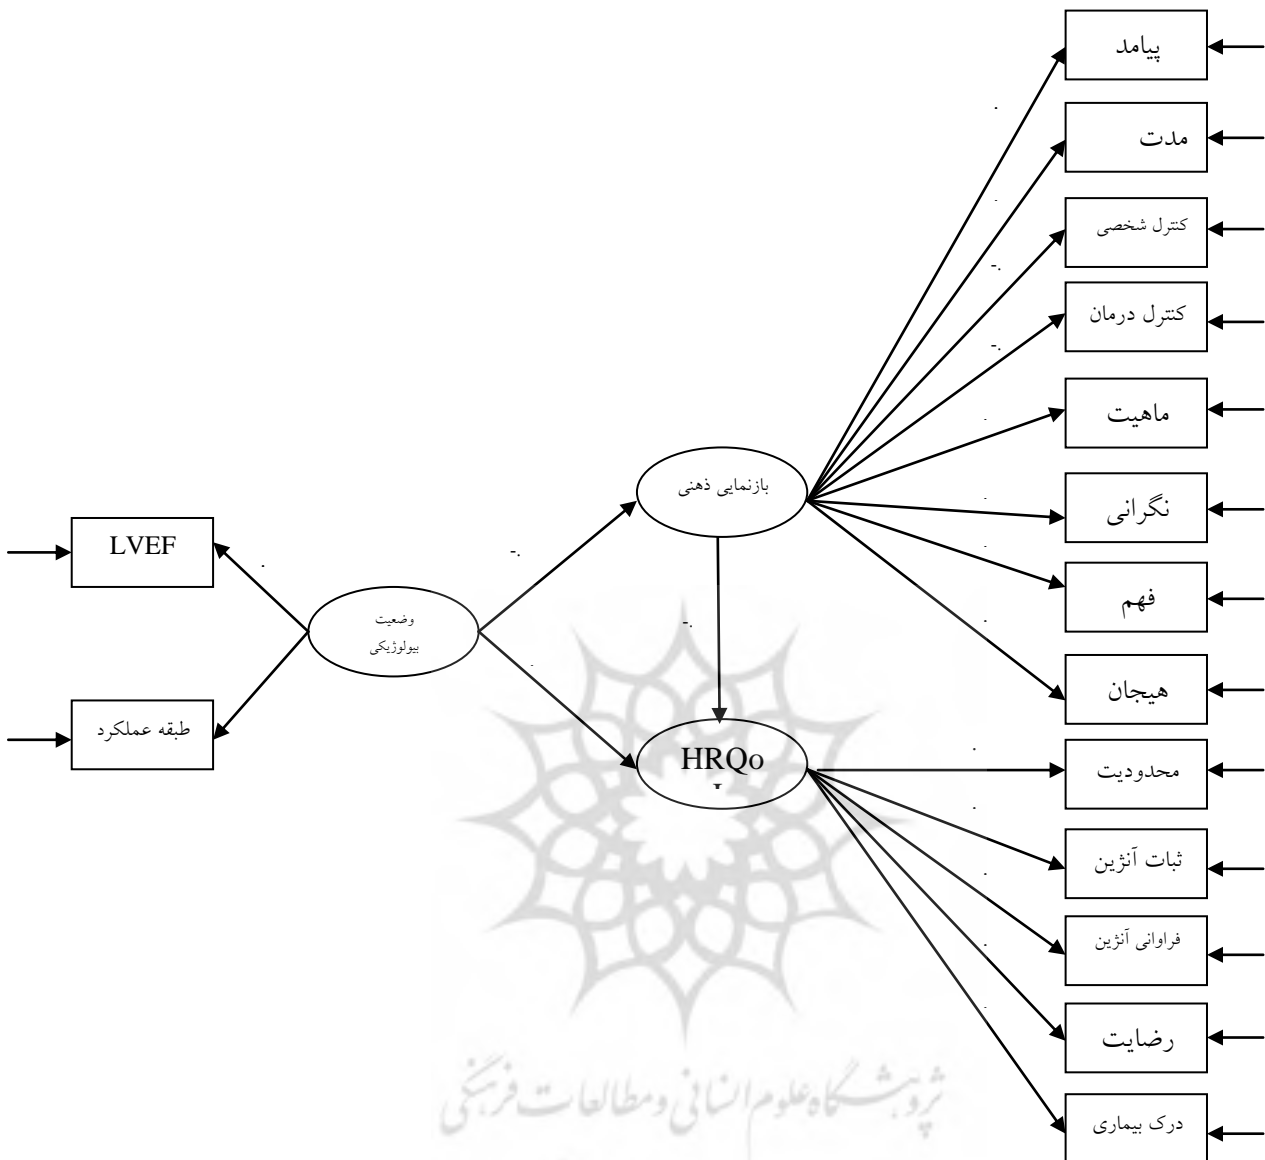 پیامد
مدت
کنترل شخصی
کنترل درمان
ماهیت
بازنمایی ذهنی
نگرانی
LVEF
فهم
وضعیت
بیولوژیکی
هیجان
طبقه عملکرد
HRQo
محدودیت
ثبات آنژین
فراوانی آنژین
رضایت
پژوهشگاه علوم انسانی و مطالعات فرهنگی
درک بیماری